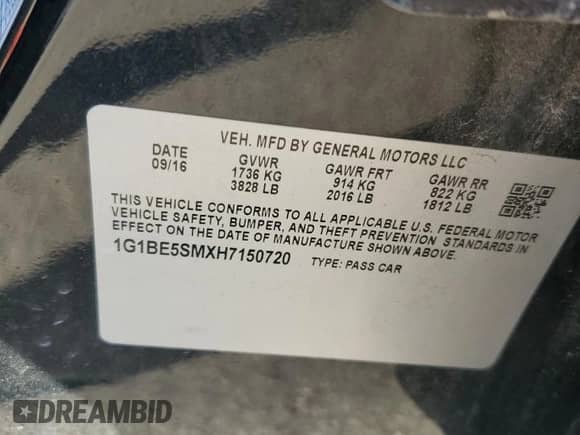 VEH. MFD BY GENERAL MOTORS LLC
DATE GVWR GAWR FRT GAWR RR
09/16 1736 KG 914 KG 822 KG
3828 LB 2016 LB 1812 LB
THIS VEHICLE CONFORMS TO ALL APPLICABLE U.S. FEDERAL MOTOR
VEHICLE SAFETY, BUMPER, AND THEFT PREVENTION STANDARDS IN
EFFECT ON THE DATE OF MANUFACTURE SHOWN ABOVE.
1G1BE5SMXH7150720 TYPE: PASS CAR
DREAMBID